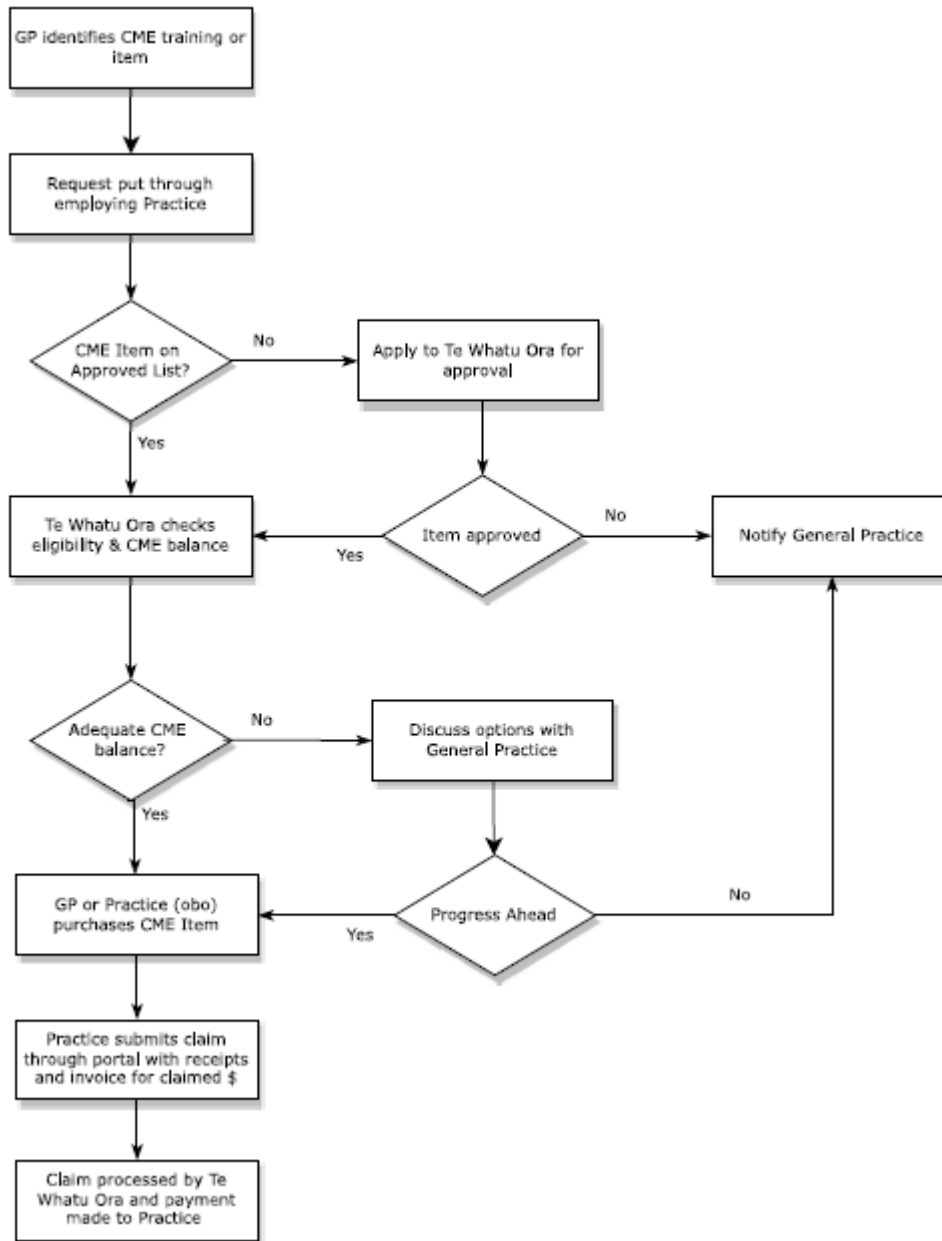 GP identifies CME training or
item
Request put through
employing Practice
CME Item on
Approved List?
No
Apply to Te Whatu Ora for
approval
Yes
Te Whatu Ora checks
eligibility & CME balance
Yes
Item approved
No
Notify General Practice
Adequate CME
balance?
No
Discuss options with
General Practice
Yes
GP or Practice (obo)
purchases CME Item
Yes
Progress Ahead
No
Practice submits claim
through portal with receipts
and invoice for claimed $
Claim processed by Te
Whatu Ora and payment
made to Practice